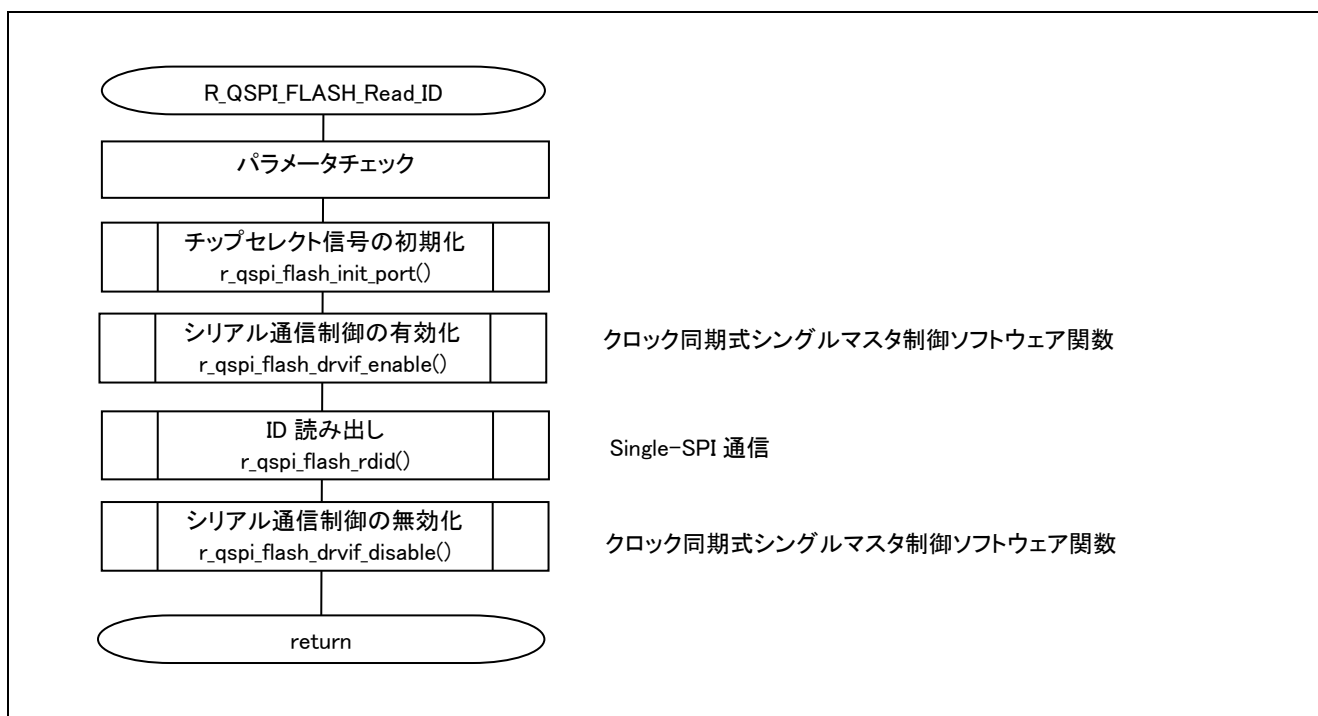 R_QSPI_FLASH_Read_ID
パラメータチェック
チップセレクト信号の初期化
r_qspi_flash_init_port()
シリアル通信制御の有効化
r_qspi_flash_drvif_enable()
クロック同期式シングルマスタ制御ソフトウェア関数
ID 読み出し
r_qspi_flash_rdid()
Single-SPI 通信
シリアル通信制御の無効化
r_qspi_flash_drvif_disable()
クロック同期式シングルマスタ制御ソフトウェア関数
return